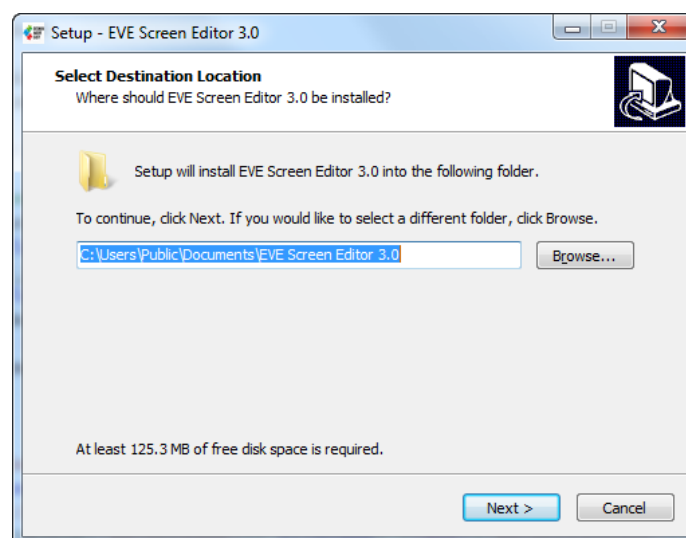 Setup - EVE Screen Editor 3.0
Select Destination Location
Where should EVE Screen Editor 3.0 be installed?
Setup will install EVE Screen Editor 3.0 into the following folder.
To continue, click Next. If you would like to select a different folder, click Browse.
C:\Users\Public\Documents\EVE Screen Editor 3.0
Browse...
At least 125.3 MB of free disk space is required.
Next >
Cancel